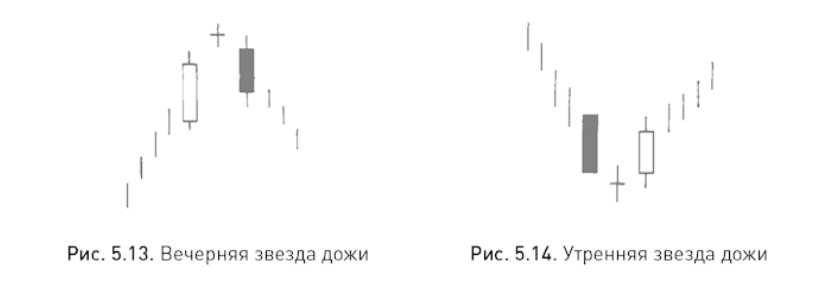 Рис. 5.13. Вечерняя звезда дожи
Рис. 5.14. Утренняя звезда дожи